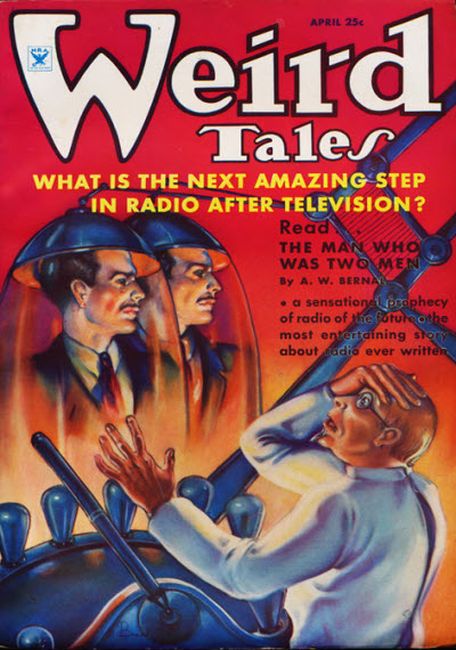 NRA
APRIL 25c
Weird
Tales
WHAT IS THE NEXT AMAZING STEP
IN RADIO AFTER TELEVISION?
Read . .
THE MAN WHO
WAS TWO MEN
By A. W. BERNAL
• a sensational prophecy
of radio of the future • the
most entertaining story
about radio ever written